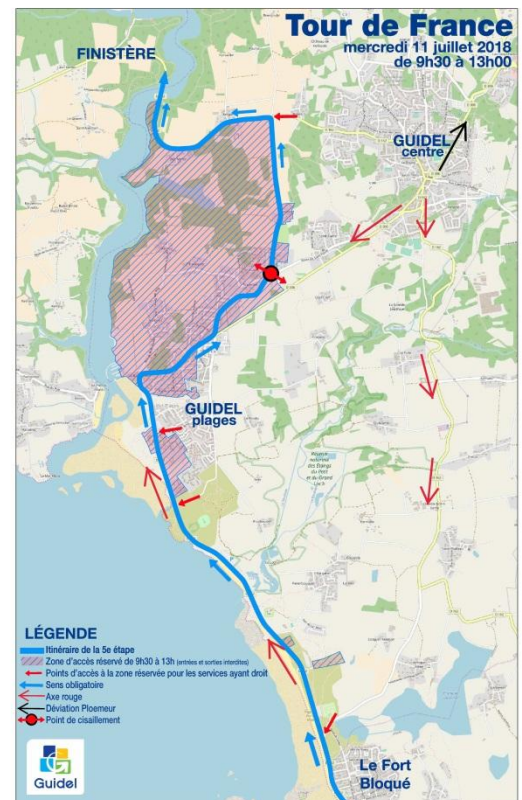 Tour de France
mercredi 11 juillet 2018
de 9h30 à 13h00
FINISTÈRE
GUIDEL
centre
GUIDEL
plages
Le Fort
Bloqué
LÉGENDE
Itinéraire de la 5e étape
Zone d'accès réservé de 9h30 à 13h (entrées et sorties interdites)
Points d'accès à la zone réservée pour les services ayant droit
Sens obligatoire
Axe rouge
Déviation Ploemeur
Point de cisaillement
Guidel